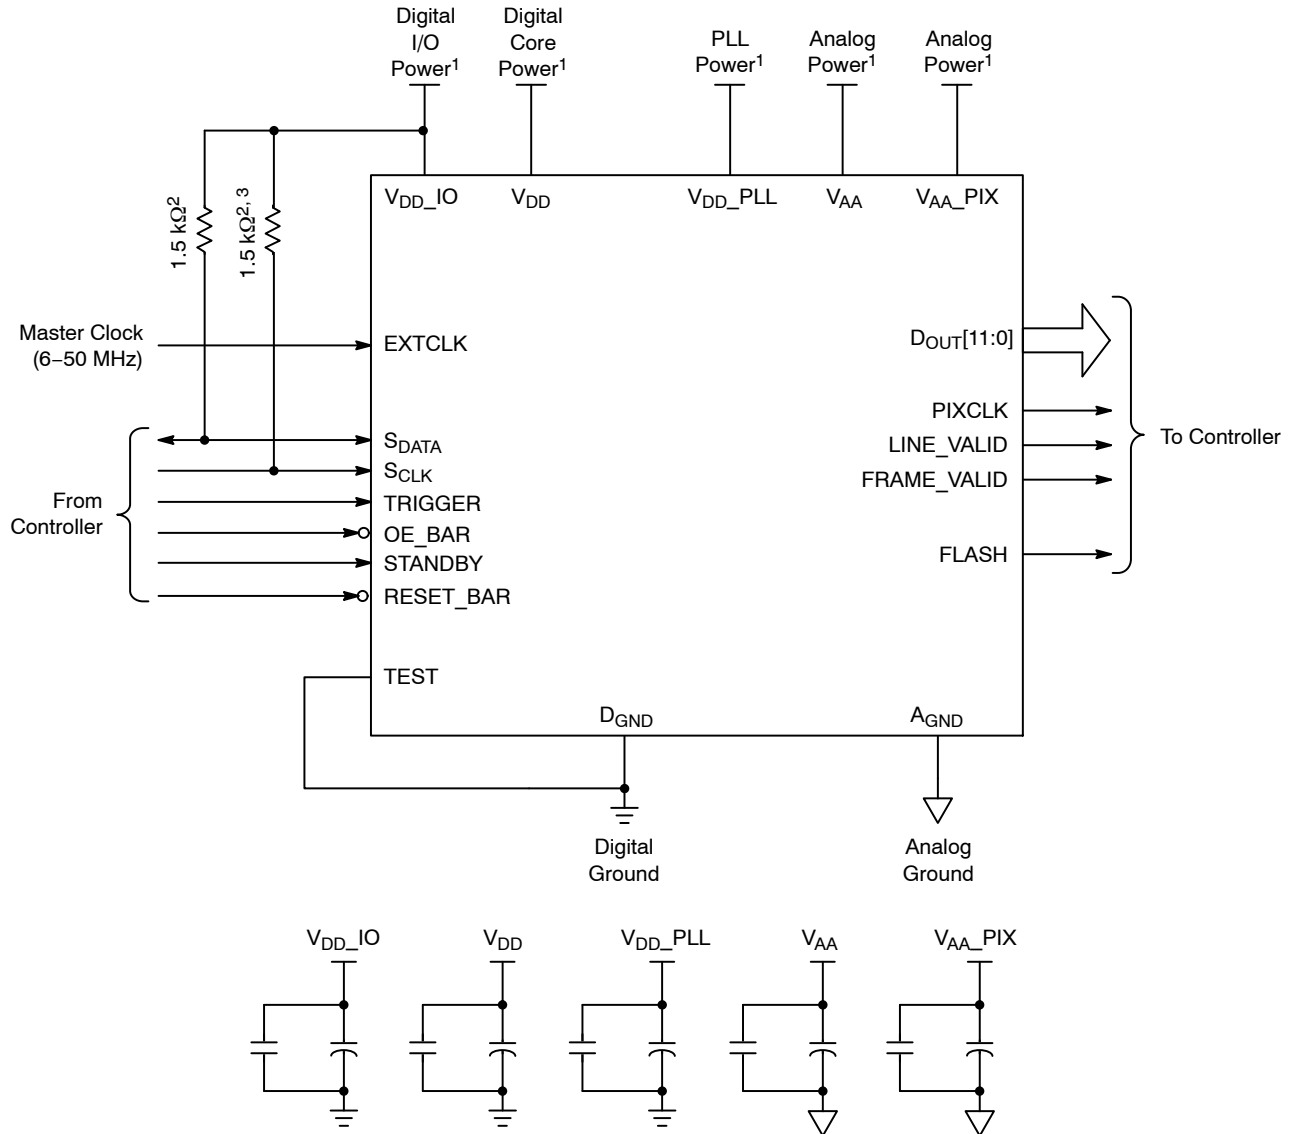 Digital
I/O
Power1
Digital
Core
Power1
PLL
Power1
Analog
Power1
Analog
Power1
VDD_IO
VDD
VDD_PLL
VAA
VAA_PIX
1.5 kΩ2
1.5 kΩ2, 3
Master Clock
(6–50 MHz)
EXTCLK
From
Controller
SDATA
SCLK
TRIGGER
OE_BAR
STANDBY
RESET_BAR
TEST
DOUT[11:0]
PIXCLK
LINE_VALID
FRAME_VALID
FLASH
To Controller
DGND
AGND
Digital
Ground
Analog
Ground
VDD_IO
VDD
VDD_PLL
VAA
VAA_PIX